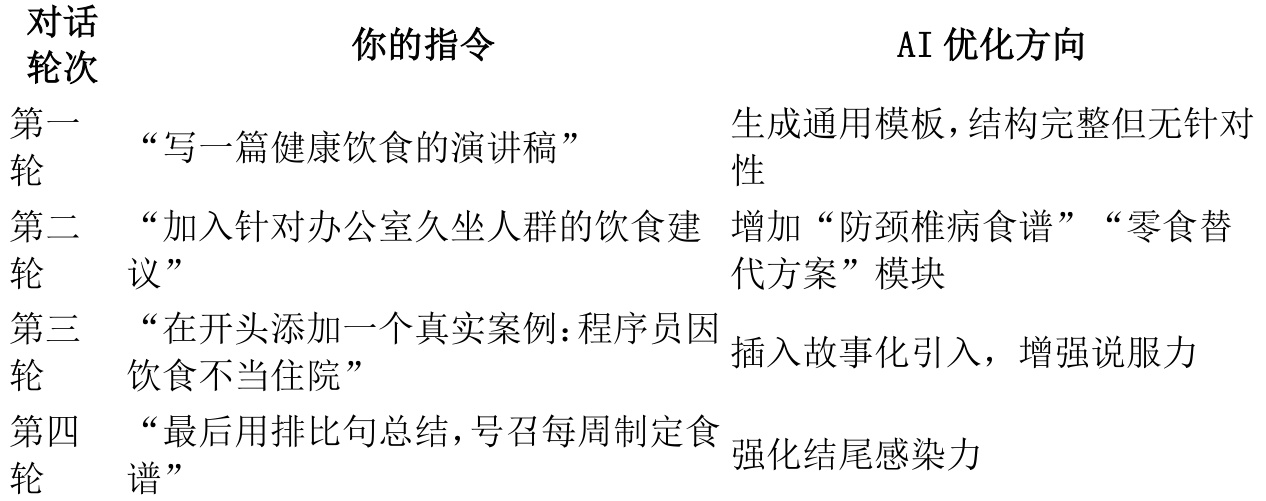 对话
轮次
你的指令
AI 优化方向
第一
轮
“写一篇健康饮食的演讲稿”
生成通用模板，结构完整但无针对
性
第二
轮
“加入针对办公室久坐人群的饮食建
议”
增加“防颈椎病食谱”“零食替
代方案”模块
第三
轮
“在开头添加一个真实案例：程序员因
饮食不当住院”
插入故事化引入，增强说服力
第四
轮
“最后用排比句总结，号召每周制定食
谱”
强化结尾感染力